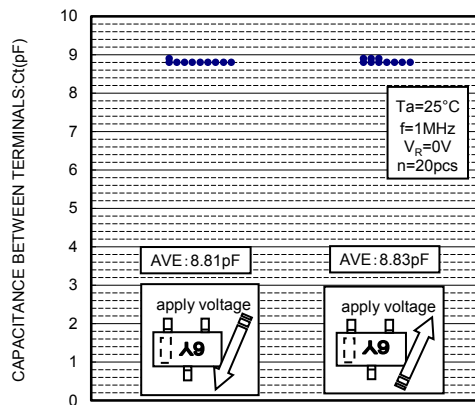 CAPACITANCE BETWEEN TERMINALS:Ct(pF)
10
9
8
7
6
5
4
3
2
1
0
Ta=25°C
f=1MHz
VR=0V
n=20pcs
AVE:8.81pF
AVE:8.83pF
apply voltage
6Y
apply voltage
6Y